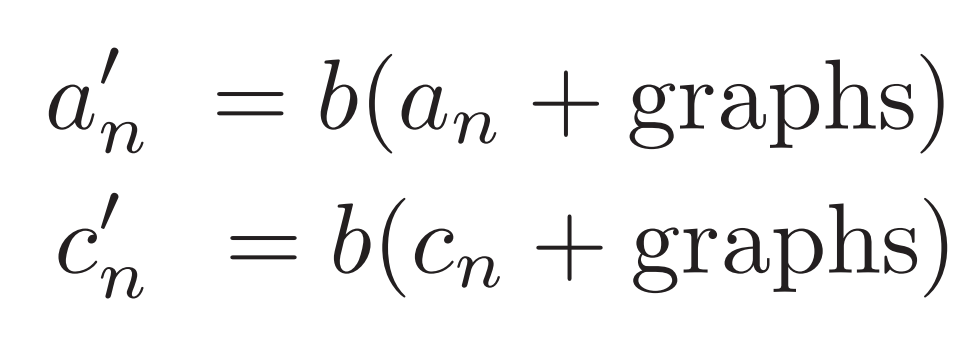 a′ₙ = b(aₙ + graphs)
c′ₙ = b(cₙ + graphs)